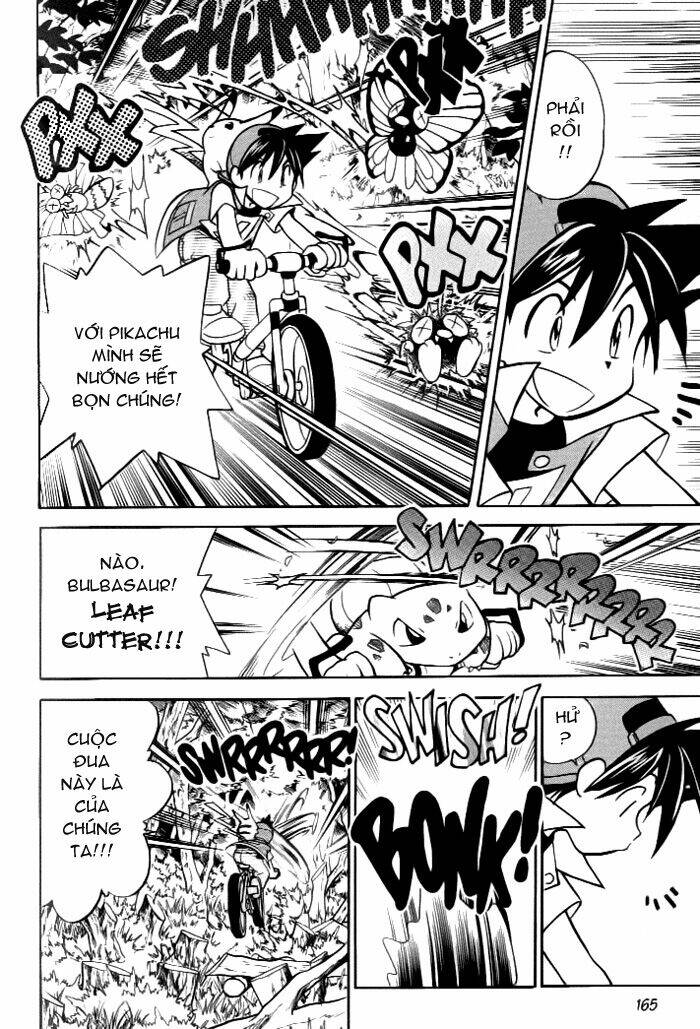 PHẢI
RỒI
!!
SHHHHHHHHH
PXX
PXX
PXX
VỚI PIKACHU
MÌNH SẼ
NƯỚNG HẾT
BỌN CHÚNG!
SWRRRRRRR
NÀO,
BULBASAUR!
LEAF
CUTTER!!!
HỬ
?
SWISH!
BONK!
SWRRRRRR!
CUỘC
ĐUA
NÀY LÀ
CỦA
CHÚNG
TA!!!
165